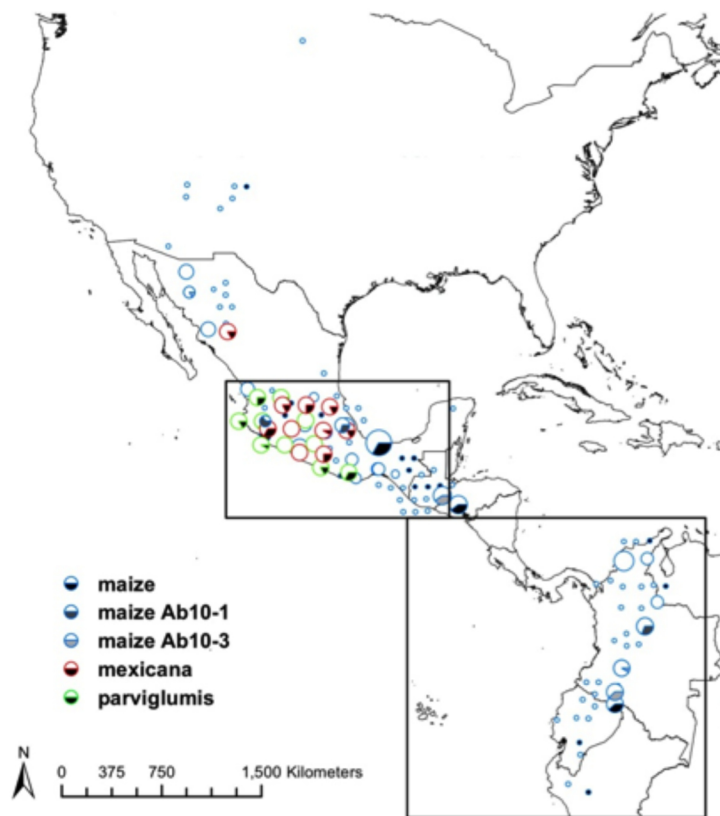 maize
maize Ab10-1
maize Ab10-3
mexicana
parviglumis
N
0 375 750 1,500 Kilometers